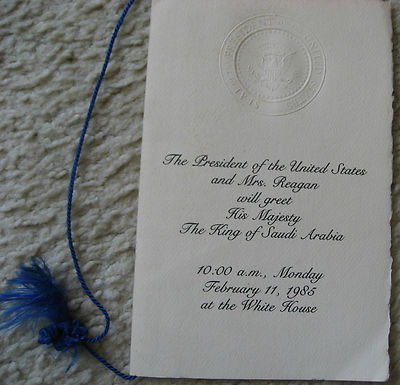 The President of the United States
and Mrs. Reagan
will greet
His Majesty
The King of Saudi Arabia
10:00 a.m., Monday
February 11, 1985
at the White House